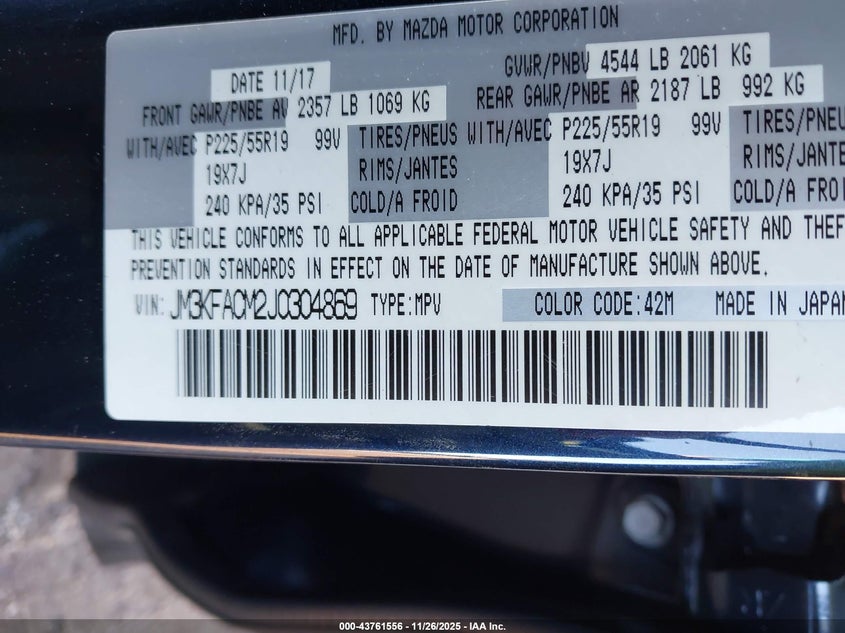 MFD. BY MAZDA MOTOR CORPORATION
DATE 11/17 GVWR/PNBV 4544 LB 2061 KG
FRONT GAWR/PNBE AV 2357 LB 1069 KG REAR GAWR/PNBE AR 2187 LB 992 KG
WITH/AVEC P225/55R19 99V TIRES/PNEUS WITH/AVEC P225/55R19 99V TIRES/PNEU
19X7J RIMS/JANTES 19X7J RIMS/JANTE
240 KPA/35 PSI COLD/A FROID 240 KPA/35 PSI COLD/A FROI
THIS VEHICLE CONFORMS TO ALL APPLICABLE FEDERAL MOTOR VEHICLE SAFETY AND THEF
PREVENTION STANDARDS IN EFFECT ON THE DATE OF MANUFACTURE SHOWN ABOVE.
VIN: JM3KFACM2J0304869 TYPE:MPV COLOR CODE:42M MADE IN JAPAN
000-43761556 - 11/26/2025 - IAA Inc.